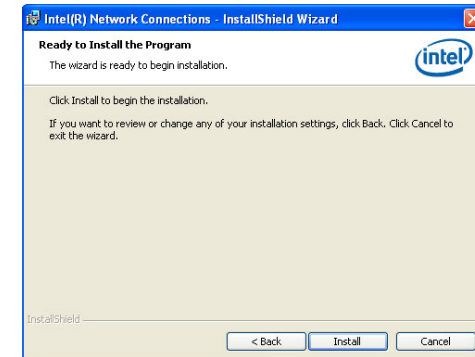 Intel(R) Network Connections - InstallShield Wizard
Ready to Install the Program
The wizard is ready to begin installation.
intel
Click Install to begin the installation.
If you want to review or change any of your installation settings, click Back. Click Cancel to
exit the wizard.
InstallShield
< Back Install Cancel